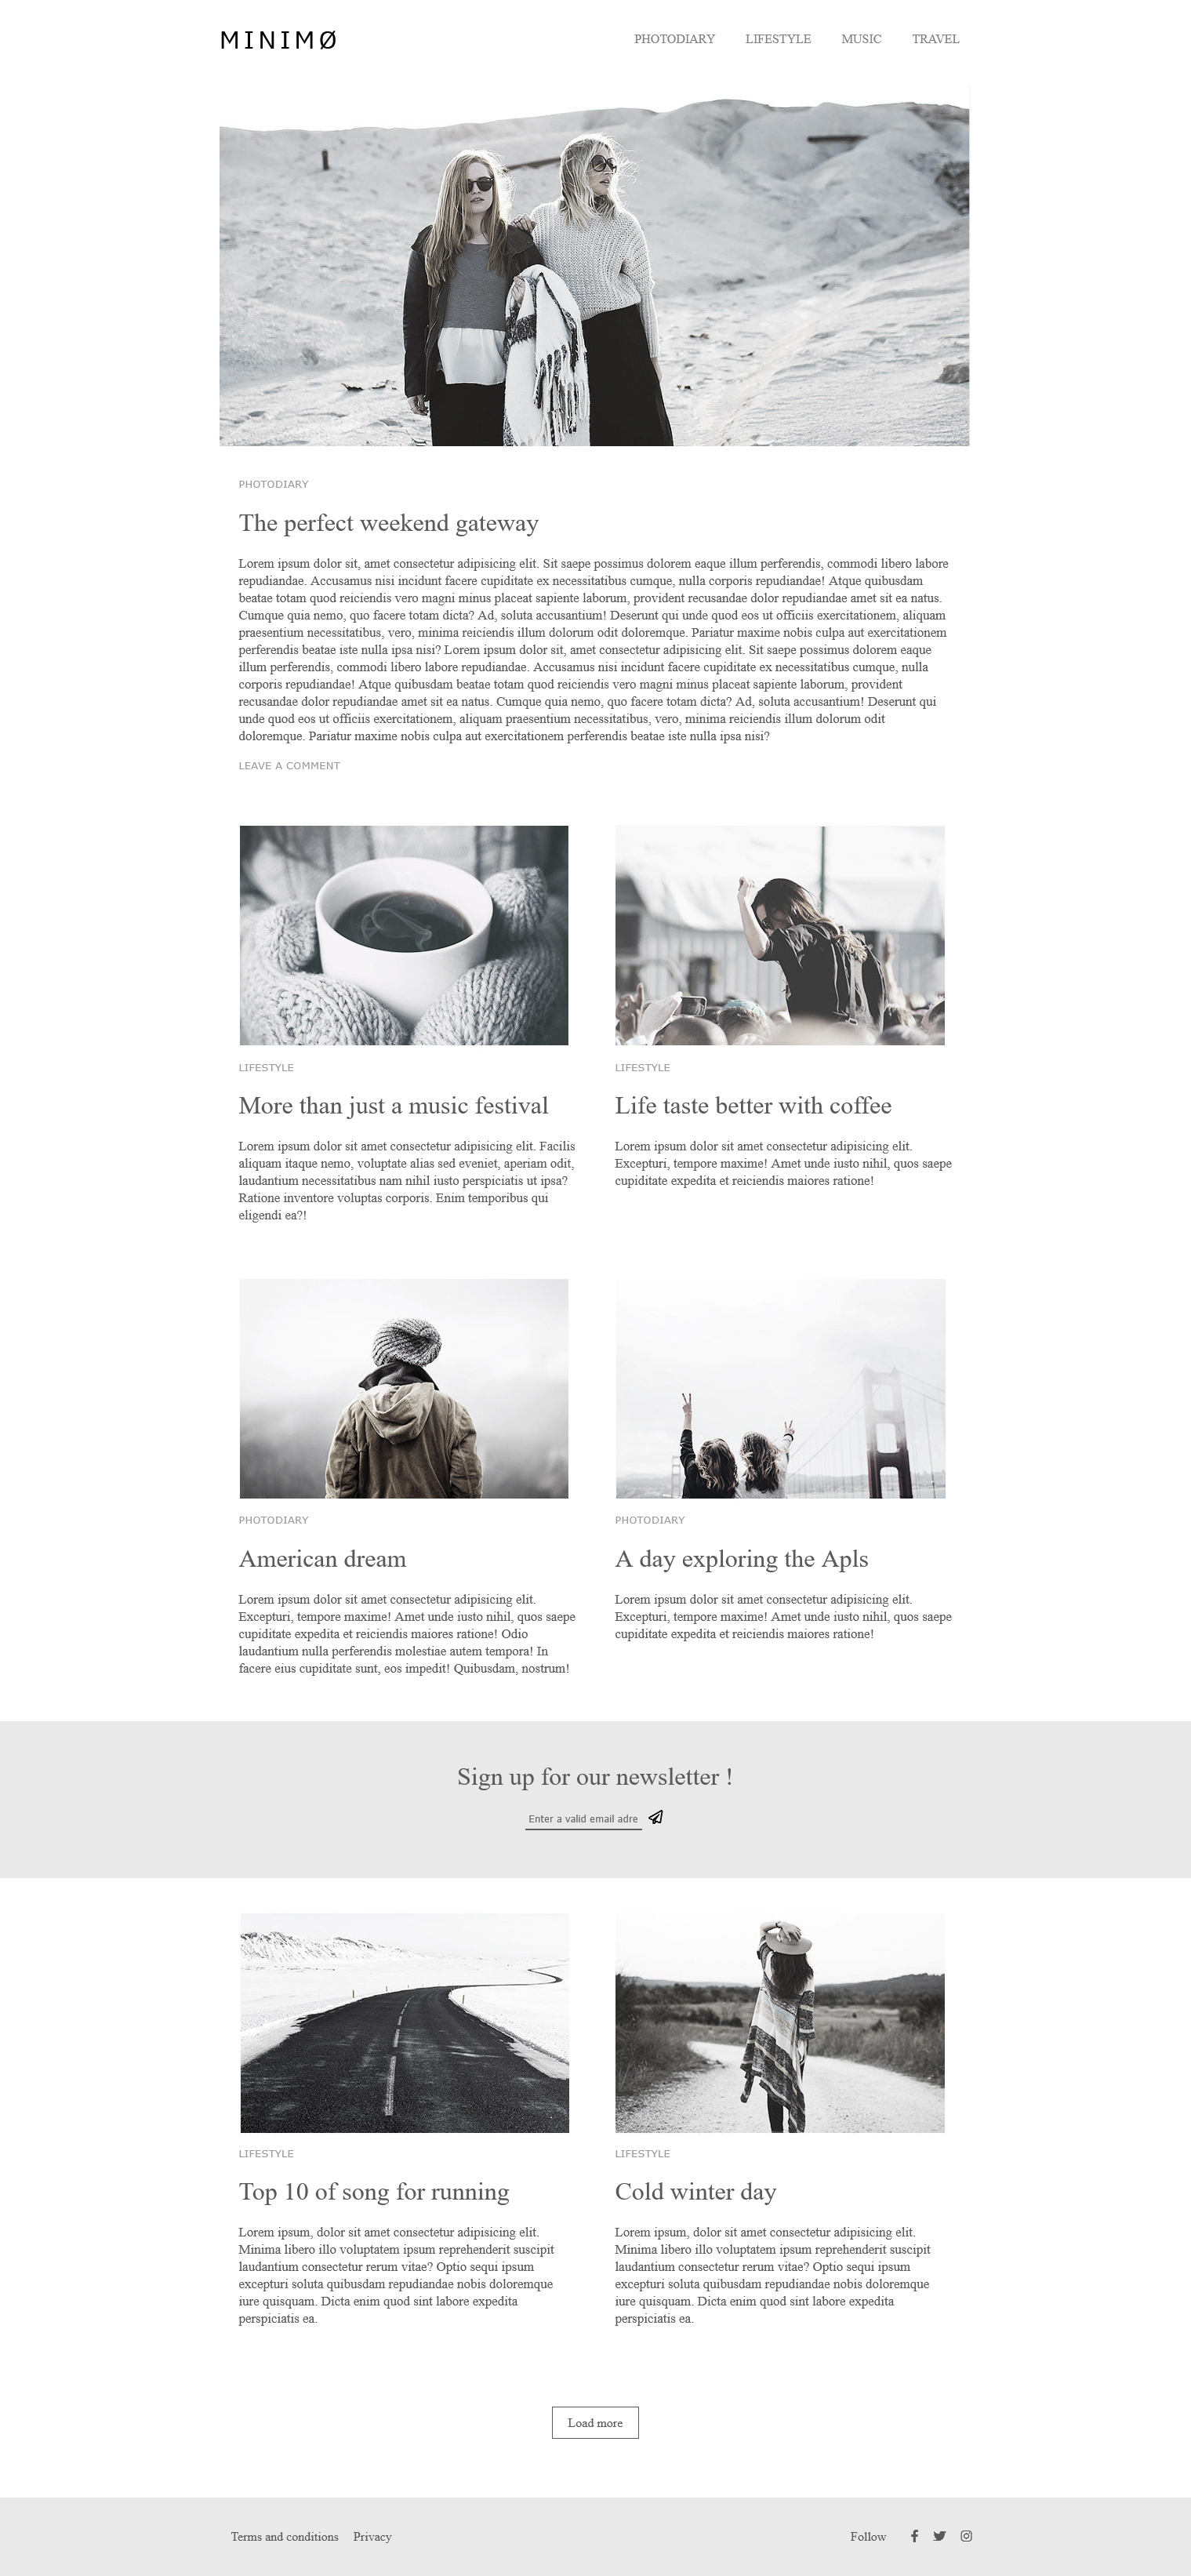 MINIMØ
PHOTODIARY LIFESTYLE MUSIC TRAVEL
PHOTODIARY
The perfect weekend gateway
Lorem ipsum dolor sit, amet consectetur adipisicing elit. Sit saepe possimus dolorem eaque illum perferendis, commodi libero labore
repudiandae. Accusamus nisi incidunt facere cupiditate ex necessitatibus cumque, nulla corporis repudiandae! Atque quibusdam
beatae totam quod reiciendis vero magni minus placeat sapiente laborum, provident recusandae dolor repudiandae amet sit ea natus.
Cumque quia nemo, quo facere totam dicta? Ad, soluta accusantium! Deserunt qui unde quod eos ut officiis exercitationem, aliquam
praesentium necessitatibus, vero, minima reiciendis illum dolorum odit doloremque. Pariatur maxime nobis culpa aut exercitationem
perferendis beatae iste nulla ipsa nisi? Lorem ipsum dolor sit, amet consectetur adipisicing elit. Sit saepe possimus dolorem eaque
illum perferendis, commodi libero labore repudiandae. Accusamus nisi incidunt facere cupiditate ex necessitatibus cumque, nulla
corporis repudiandae! Atque quibusdam beatae totam quod reiciendis vero magni minus placeat sapiente laborum, provident
recusandae dolor repudiandae amet sit ea natus. Cumque quia nemo, quo facere totam dicta? Ad, soluta accusantium! Deserunt qui
unde quod eos ut officiis exercitationem, aliquam praesentium necessitatibus, vero, minima reiciendis illum dolorum odit
doloremque. Pariatur maxime nobis culpa aut exercitationem perferendis beatae iste nulla ipsa nisi?
LEAVE A COMMENT
LIFESTYLE
More than just a music festival
Lorem ipsum dolor sit amet consectetur adipisicing elit. Facilis
aliquam itaque nemo, voluptate alias sed eveniet, aperiam odit,
laudantium necessitatibus nam nihil iusto perspiciatis ut ipsa?
Ratione inventore voluptas corporis. Enim temporibus qui
eligendi ea?!
LIFESTYLE
Life taste better with coffee
Lorem ipsum dolor sit amet consectetur adipisicing elit.
Excepturi, tempore maxime! Amet unde iusto nihil, quos saepe
cupiditate expedita et reiciendis maiores ratione!
PHOTODIARY
American dream
Lorem ipsum dolor sit amet consectetur adipisicing elit.
Excepturi, tempore maxime! Amet unde iusto nihil, quos saepe
cupiditate expedita et reiciendis maiores ratione! Odio
laudantium nulla perferendis molestiae autem tempora! In
facere eius cupiditate sunt, eos impedit! Quibusdam, nostrum!
PHOTODIARY
A day exploring the Apls
Lorem ipsum dolor sit amet consectetur adipisicing elit.
Excepturi, tempore maxime! Amet unde iusto nihil, quos saepe
cupiditate expedita et reiciendis maiores ratione!
Sign up for our newsletter !
Enter a valid email adre
LIFESTYLE
Top 10 of song for running
Lorem ipsum, dolor sit amet consectetur adipisicing elit.
Minima libero illo voluptatem ipsum reprehenderit suscipit
laudantium consectetur rerum vitae? Optio sequi ipsum
excepturi soluta quibusdam repudiandae nobis doloremque
iure quisquam. Dicta enim quod sint labore expedita
perspiciatis ea.
LIFESTYLE
Cold winter day
Lorem ipsum, dolor sit amet consectetur adipisicing elit.
Minima libero illo voluptatem ipsum reprehenderit suscipit
laudantium consectetur rerum vitae? Optio sequi ipsum
excepturi soluta quibusdam repudiandae nobis doloremque
iure quisquam. Dicta enim quod sint labore expedita
perspiciatis ea.
Load more
Terms and conditions Privacy Follow